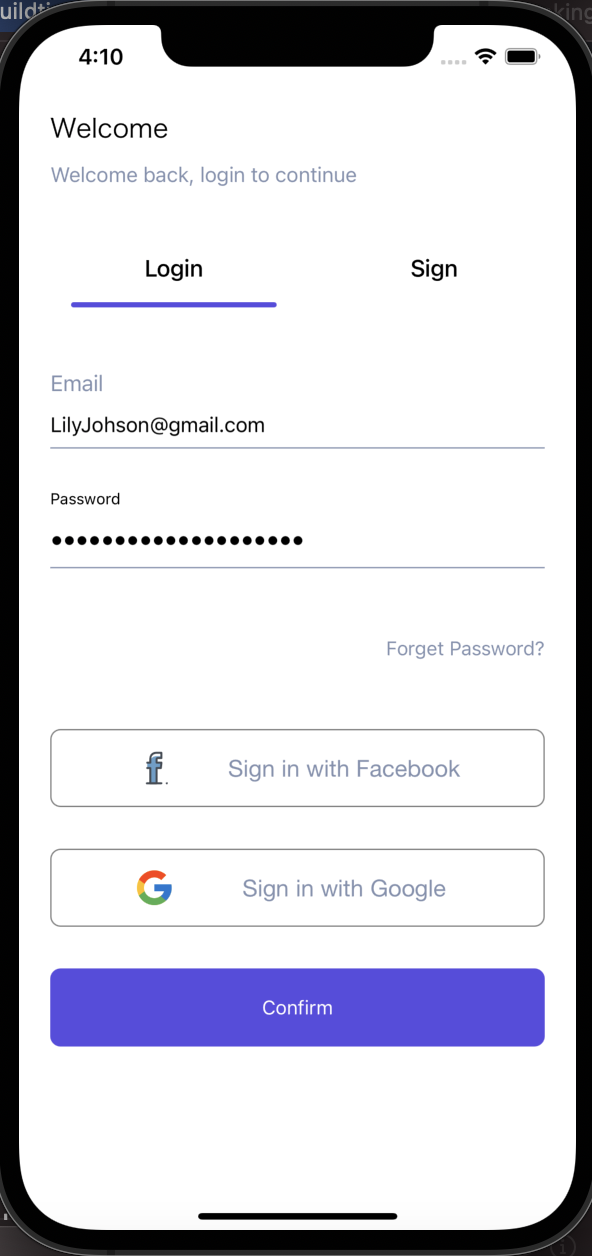 4:10
Welcome
Welcome back, login to continue
Login Sign
Email
LilyJohson@gmail.com
Password
••••••••••••••••••••
Forget Password?
f Sign in with Facebook
G Sign in with Google
Confirm